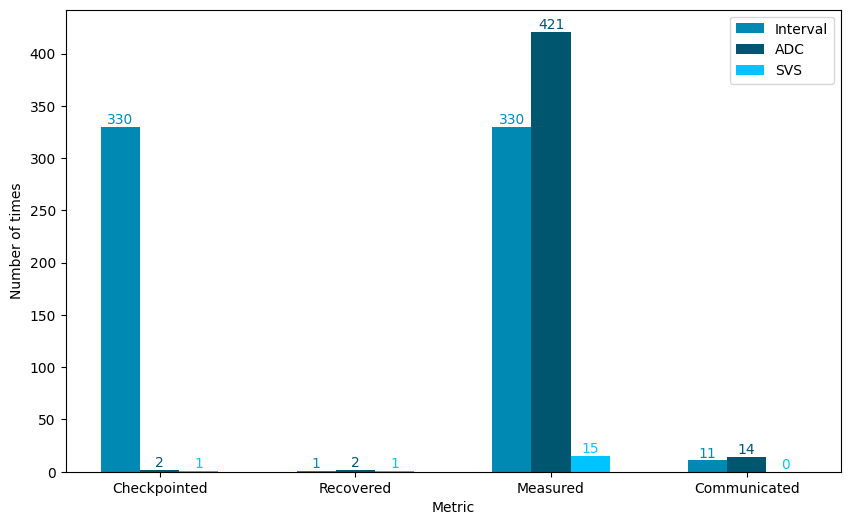 Interval
ADC
SVS
421
400
350
330
330
300
250
200
150
100
50
0
2
1
1
2
1
15
11
14
0
Number of times
Checkpointed
Recovered
Measured
Communicated
Metric